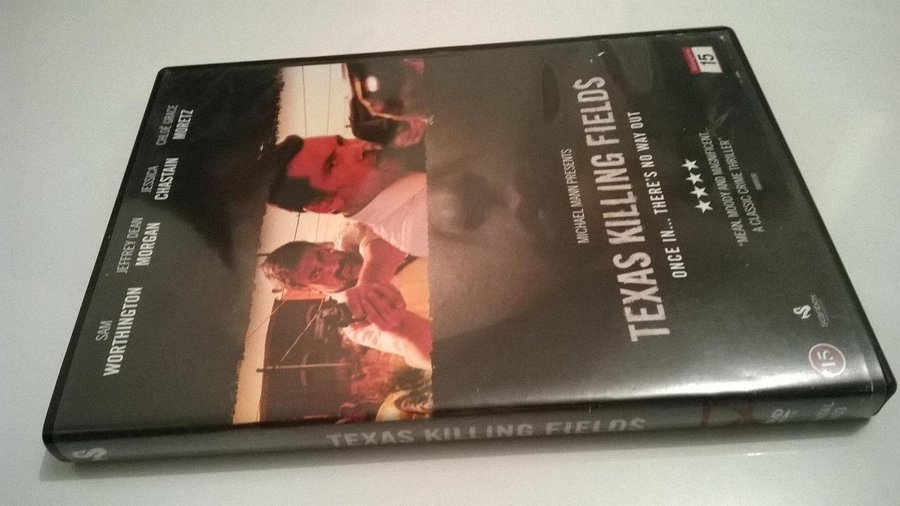 SAM
WORTHINGTON
JEFFREY DEAN
MORGAN
JESSICA
CHASTAIN
CHLOË GRACE
MORETZ
MICHAEL MANN PRESENTS
TEXAS KILLING FIELDS
ONCE IN... THERE'S NO WAY OUT
★★★★
"MEAN, MOODY AND MAGNIFICENT.
A CLASSIC CRIME THRILLER"
15
scanbox
15
TEXAS KILLING FIELDS